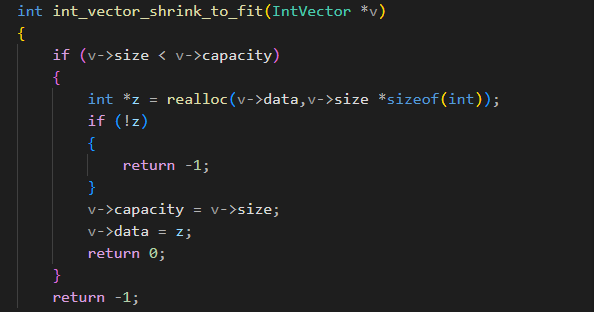 int int_vector_shrink_to_fit(IntVector *v)
{
    if (v->size < v->capacity)
    {
        int *z = realloc(v->data,v->size *sizeof(int));
        if (!z)
        {
            return -1;
        }
        v->capacity = v->size;
        v->data = z;
        return 0;
    }
    return -1;